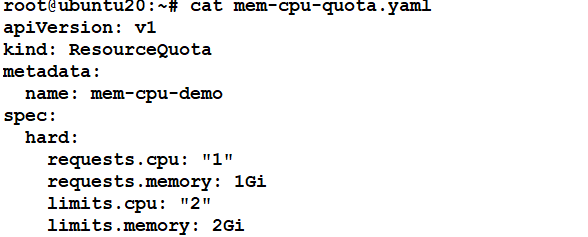 root@ubuntu20:~# cat mem-cpu-quota.yaml
apiVersion: v1
kind: ResourceQuota
metadata:
  name: mem-cpu-demo
spec:
  hard:
    requests.cpu: "1"
    requests.memory: 1Gi
    limits.cpu: "2"
    limits.memory: 2Gi